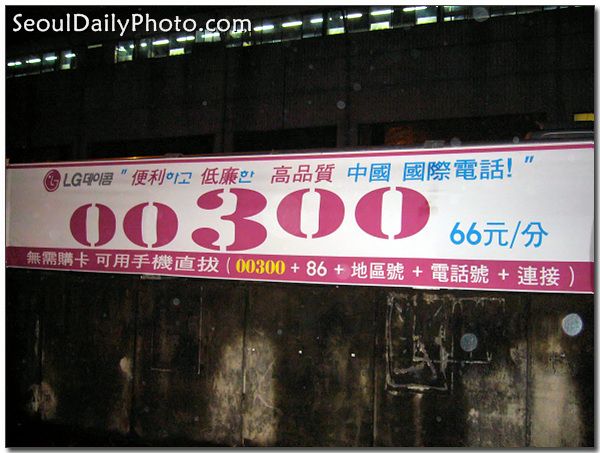 SeoulDailyPhoto.com
LG데이콤 " 便利하고 低廉한 高品質 中國 國際電話! "
00300 66元/分
無需購卡 可用手機直拔 ( 00300 + 86 + 地區號 + 電話號 + 連接 )